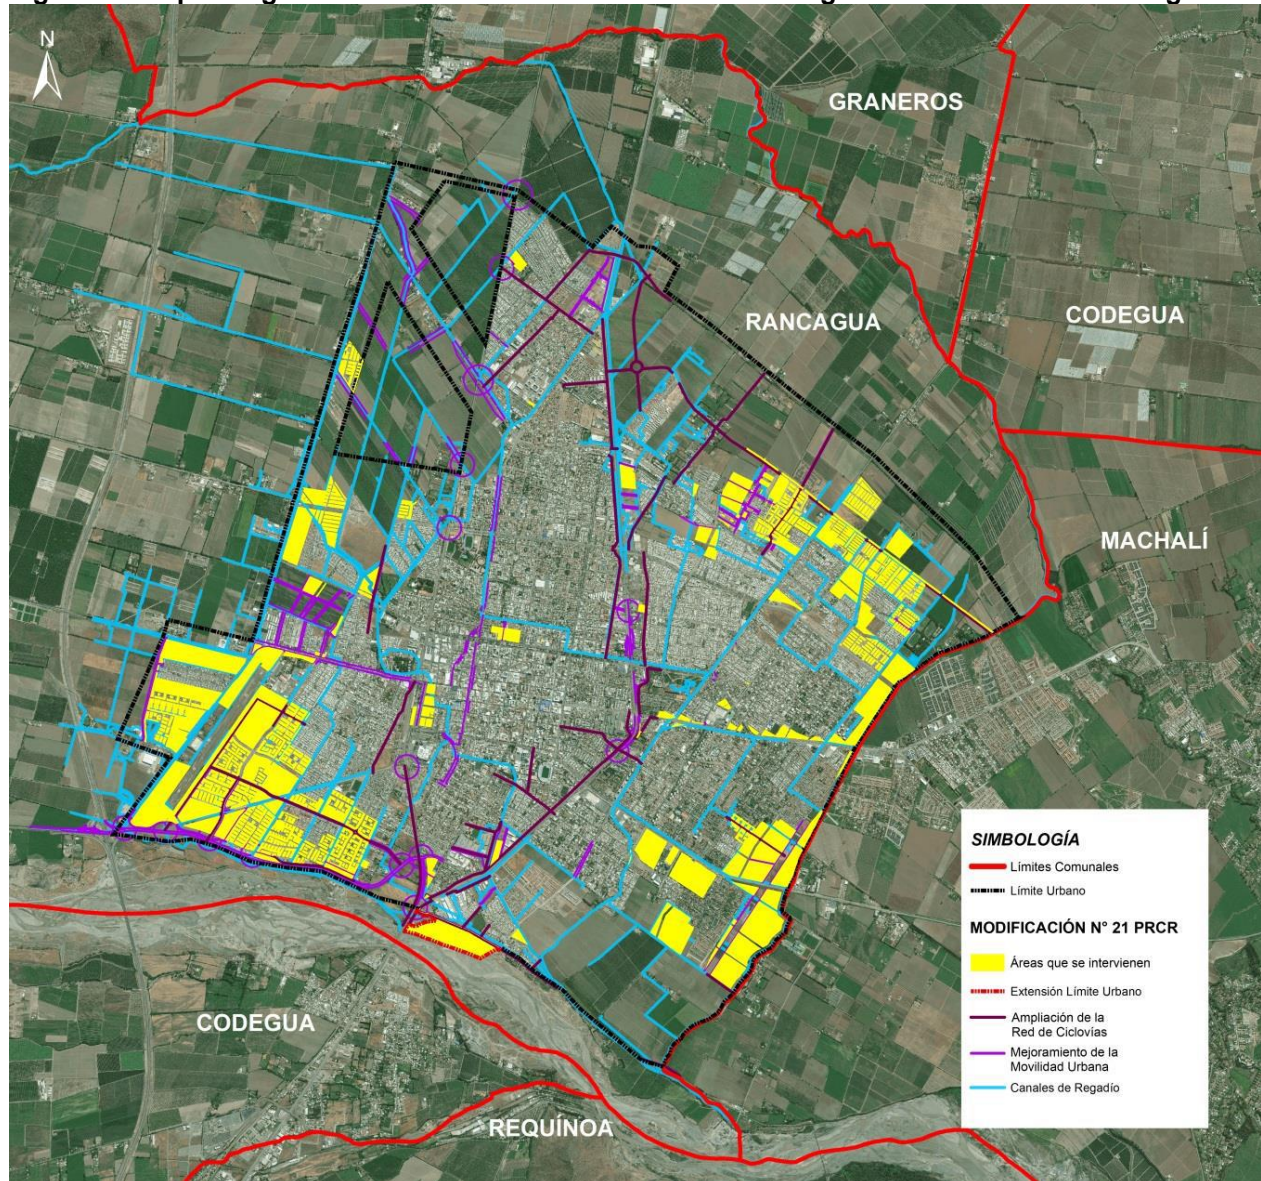 N
GRANEROS
CODEGUA
RANCAGUA
MACHALÍ
CODEGUA
REQUÍNOA
SIMBOLOGÍA
Límites Comunales
Límite Urbano
MODIFICACIÓN N° 21 PRCR
Áreas que se intervienen
Extensión Límite Urbano
Ampliación de la
Red de Ciclovías
Mejoramiento de la
Movilidad Urbana
Canales de Regadío